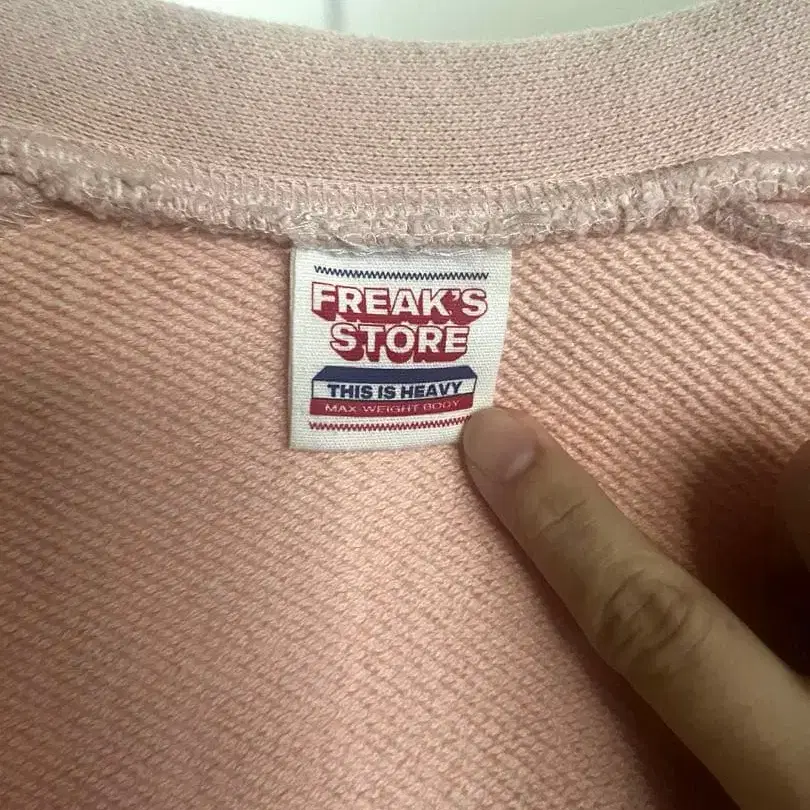 FREAK'S
STORE
THIS IS HEAVY
MAX-WEIGHT BODY